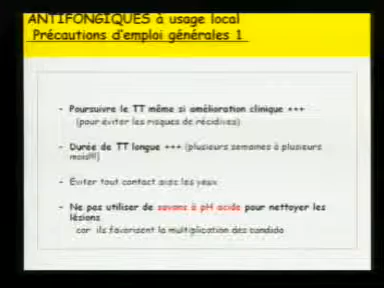 ANTIFONGIQUES à usage local
Précautions d'emploi générales 1
- Poursuivre le TT même si amélioration clinique +++
(pour éviter les risques de récidives)
- Durée de TT longue +++ (plusieurs semaines à plusieurs
mois!!!)
- Eviter tout contact avec les yeux
- Ne pas utiliser de savons à pH acide pour nettoyer les
lésions
car ils favorisent la multiplication des candida